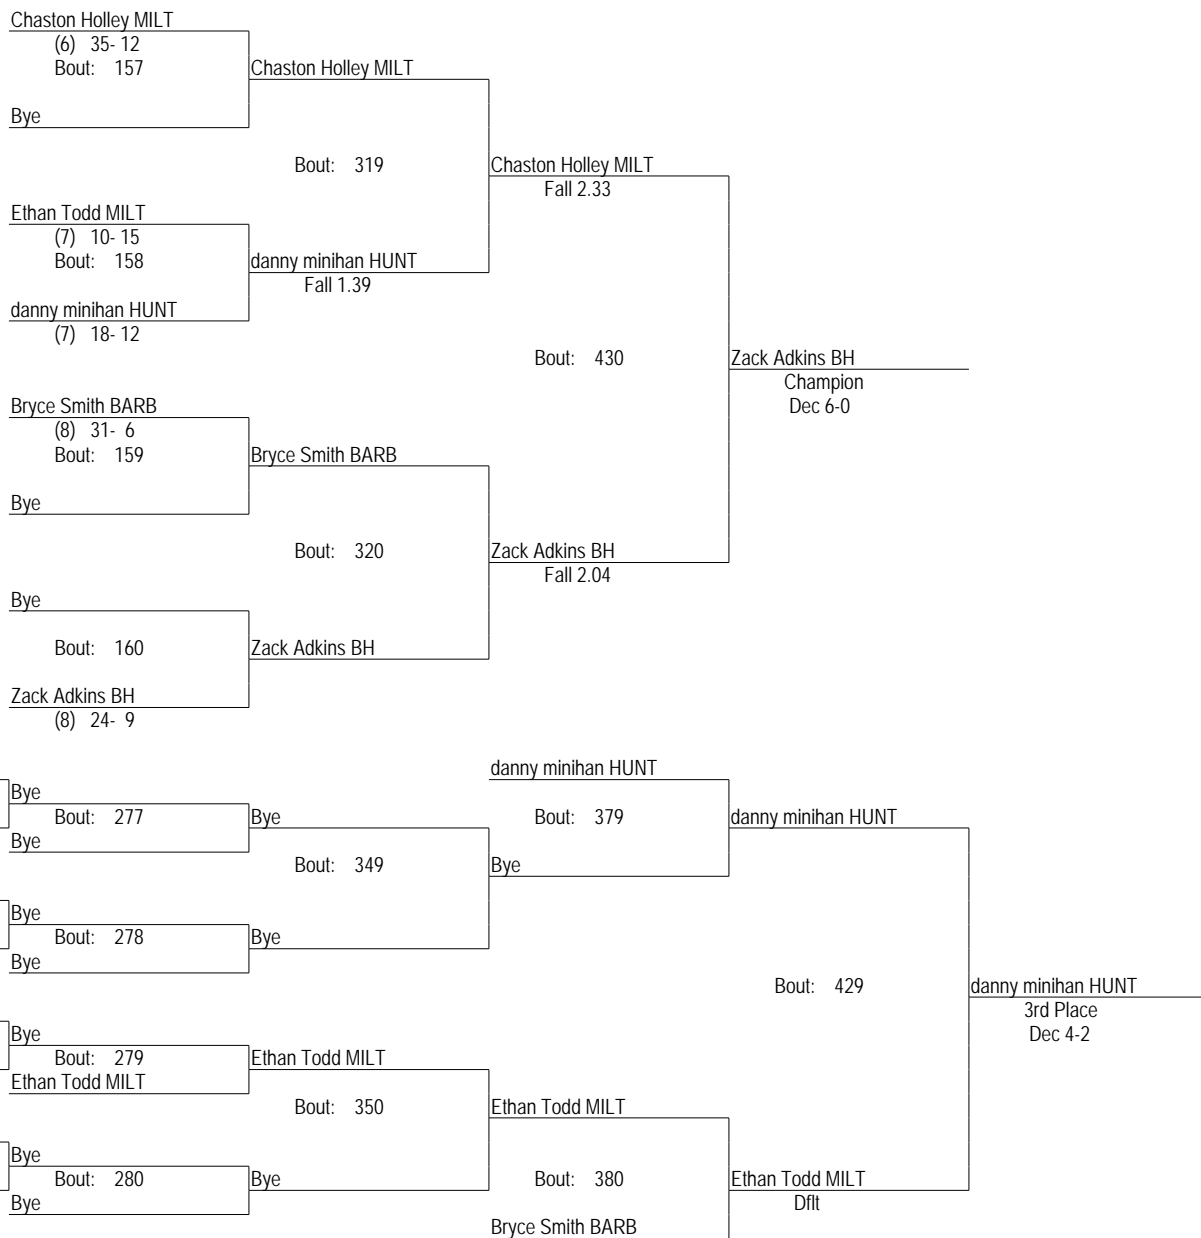 Chaston Holley MILT
(6) 35- 12
Bout: 157
Chaston Holley MILT
Bye
Bout: 319
Chaston Holley MILT
Fall 2.33
Ethan Todd MILT
(7) 10- 15
Bout: 158
danny minihan HUNT
Fall 1.39
danny minihan HUNT
(7) 18- 12
Bout: 430
Zack Adkins BH
Champion
Dec 6-0
Bryce Smith BARB
(8) 31- 6
Bout: 159
Bryce Smith BARB
Bye
Bout: 320
Zack Adkins BH
Fall 2.04
Bye
Bout: 160
Zack Adkins BH
Zack Adkins BH
(8) 24- 9
danny minihan HUNT
Bye
Bout: 277
Bye
Bout: 379
danny minihan HUNT
Bye
Bout: 349
Bye
Bye
Bout: 278
Bye
Bye
Bout: 429
danny minihan HUNT
3rd Place
Dec 4-2
Bye
Bout: 279
Ethan Todd MILT
Ethan Todd MILT
Bout: 350
Ethan Todd MILT
Bye
Bout: 280
Bye
Bout: 380
Ethan Todd MILT
Dflt
Bye
Bryce Smith BARB